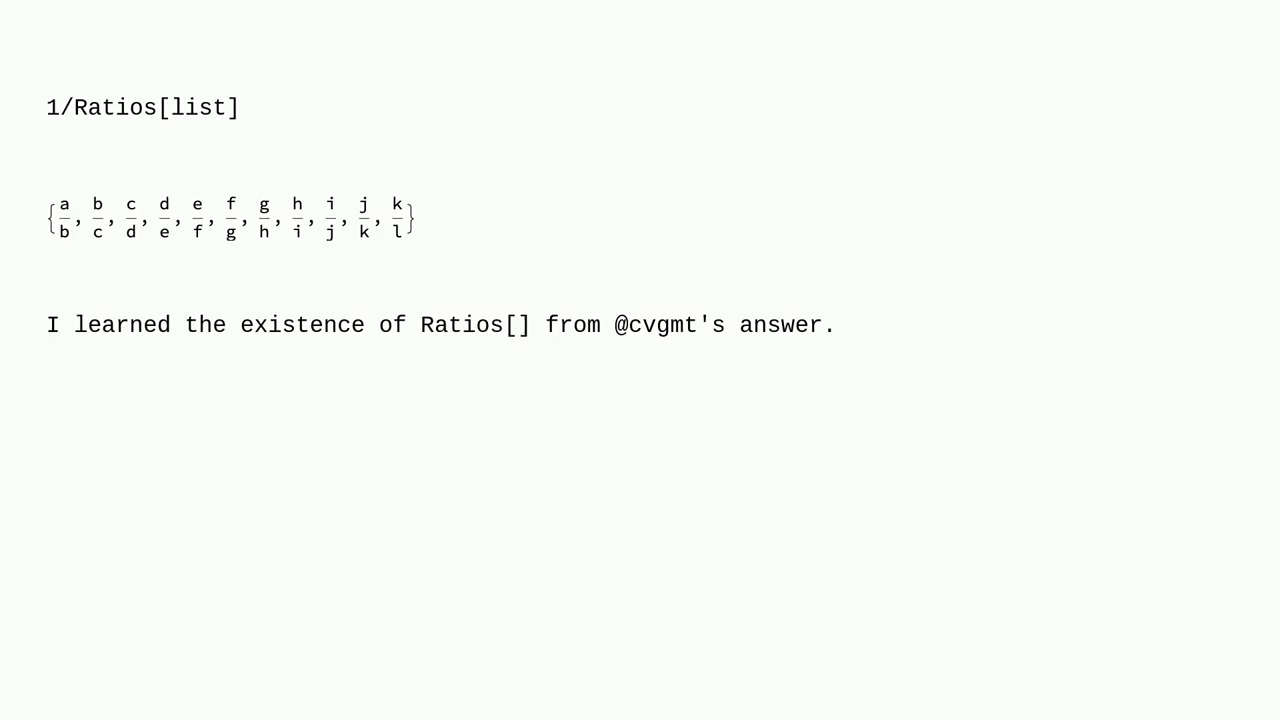 1/Ratios[list]
{a/b, b/c, c/d, d/e, e/f, f/g, g/h, h/i, i/j, j/k, k/l}
I learned the existence of Ratios[] from @cvgmt's answer.